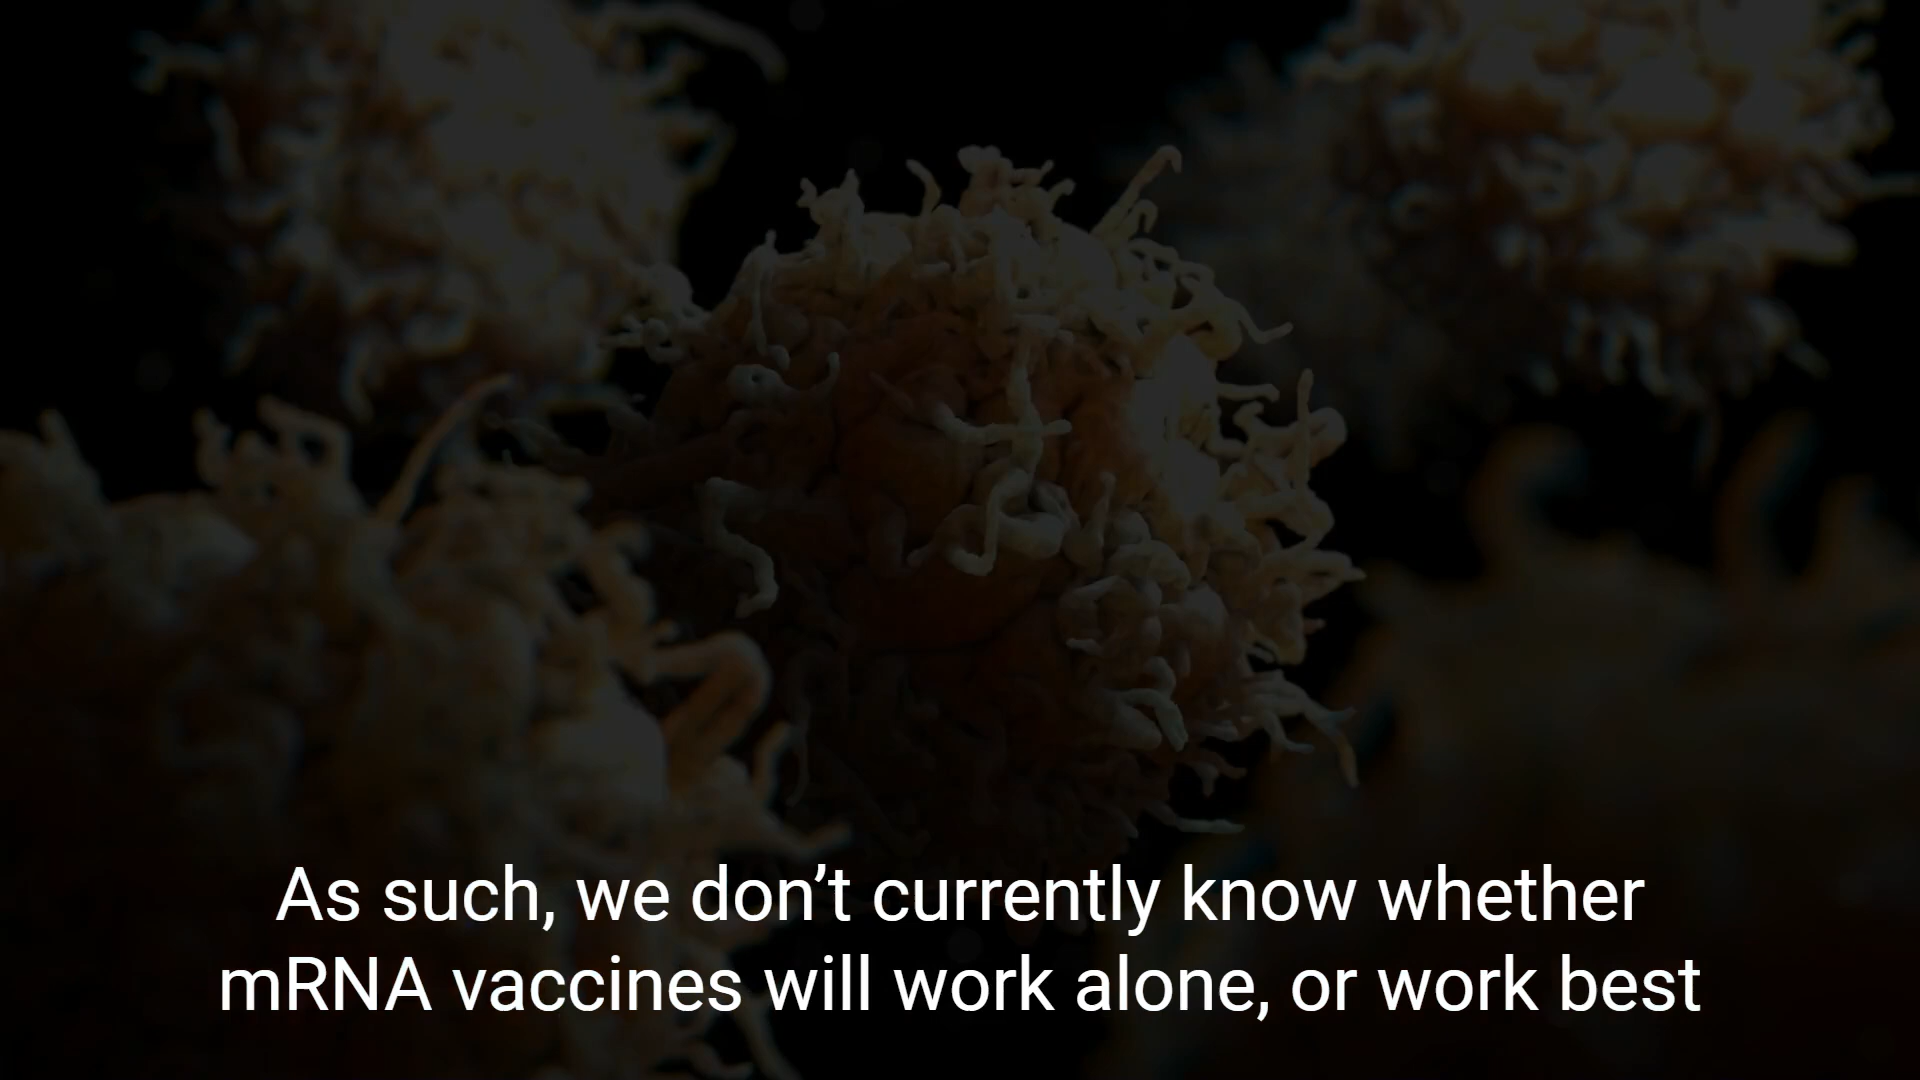 As such, we don’t currently know whether
mRNA vaccines will work alone, or work best